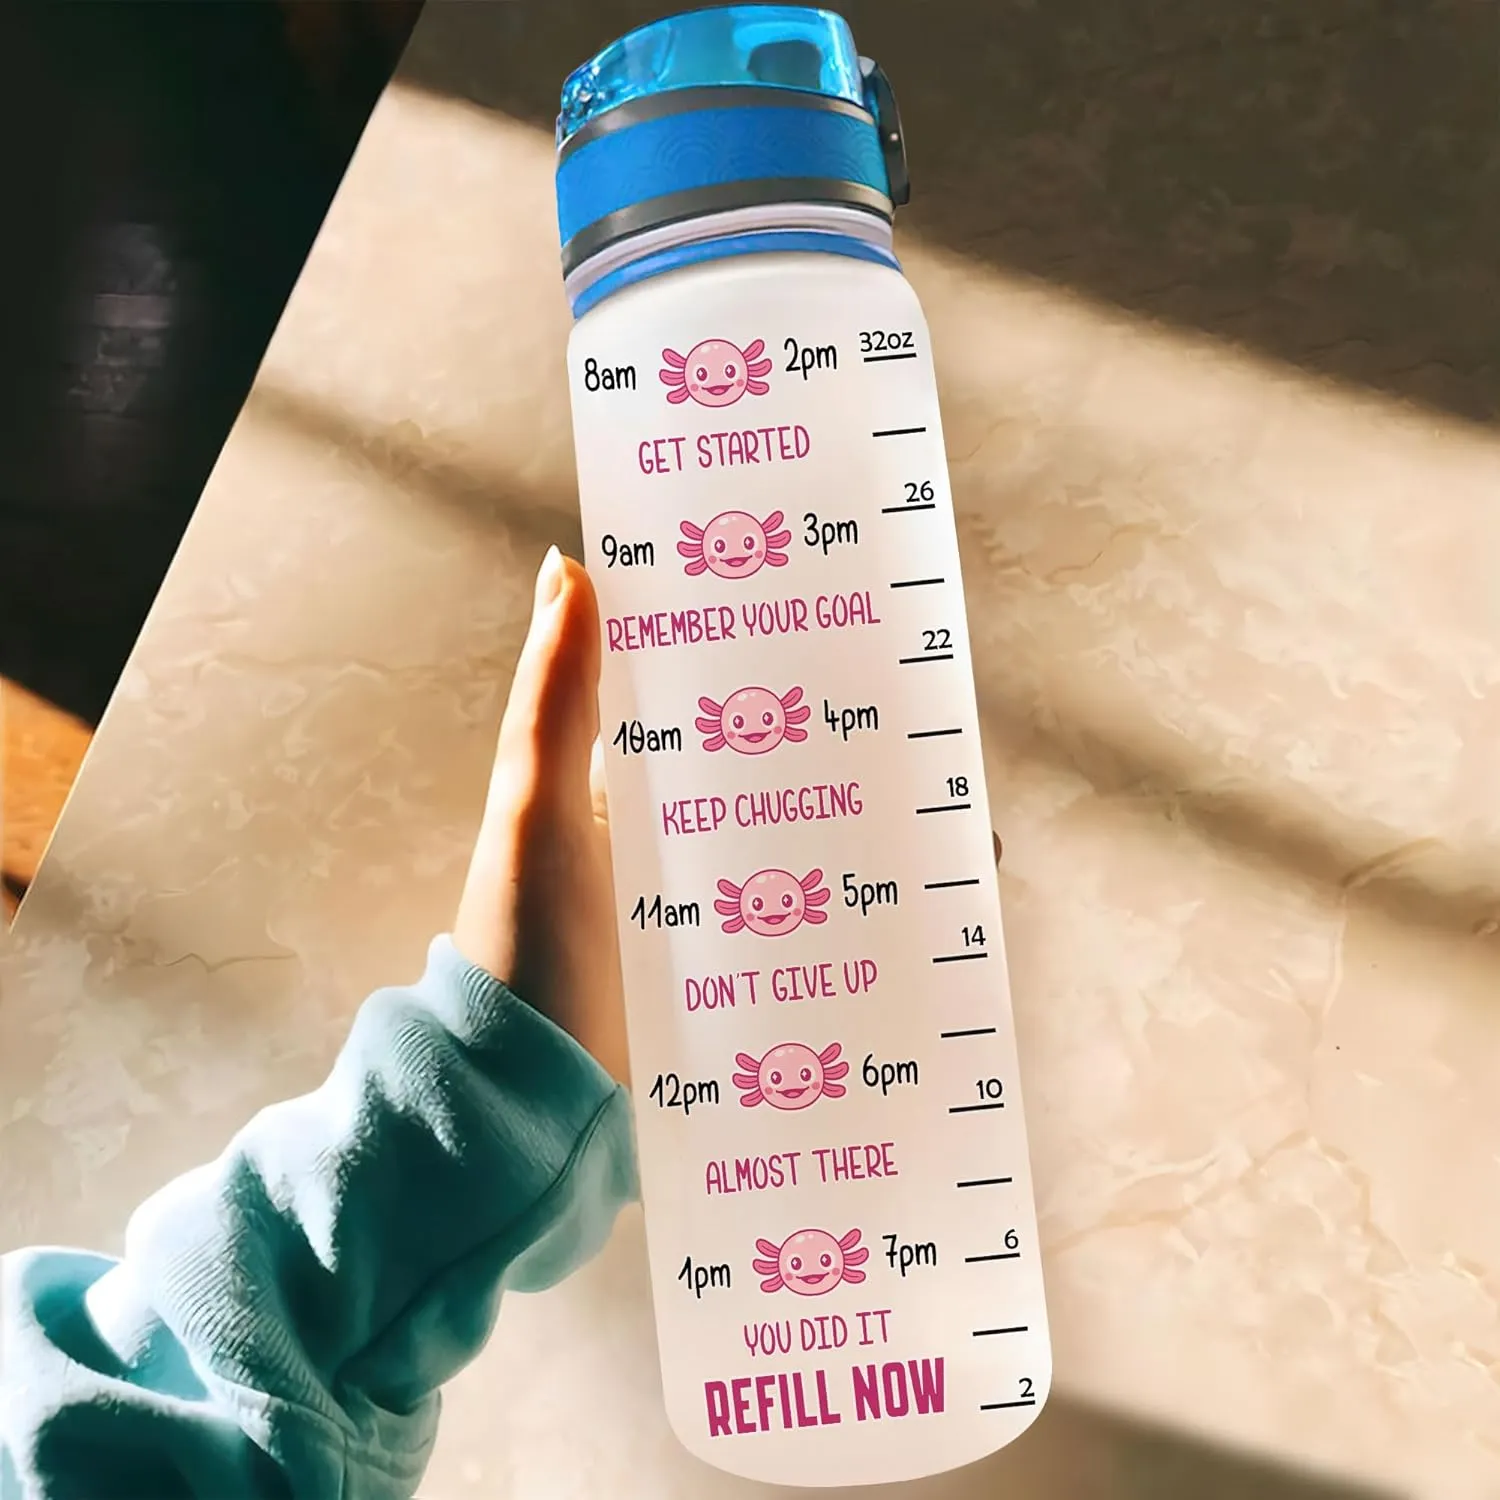 8am 2pm 32oz
GET STARTED
26
9am 3pm
REMEMBER YOUR GOAL
22
10am 4pm
18
KEEP CHUGGING
11am 5pm
14
DON'T GIVE UP
12pm 6pm
10
ALMOST THERE
6
1pm 7pm
YOU DID IT
REFILL NOW
2